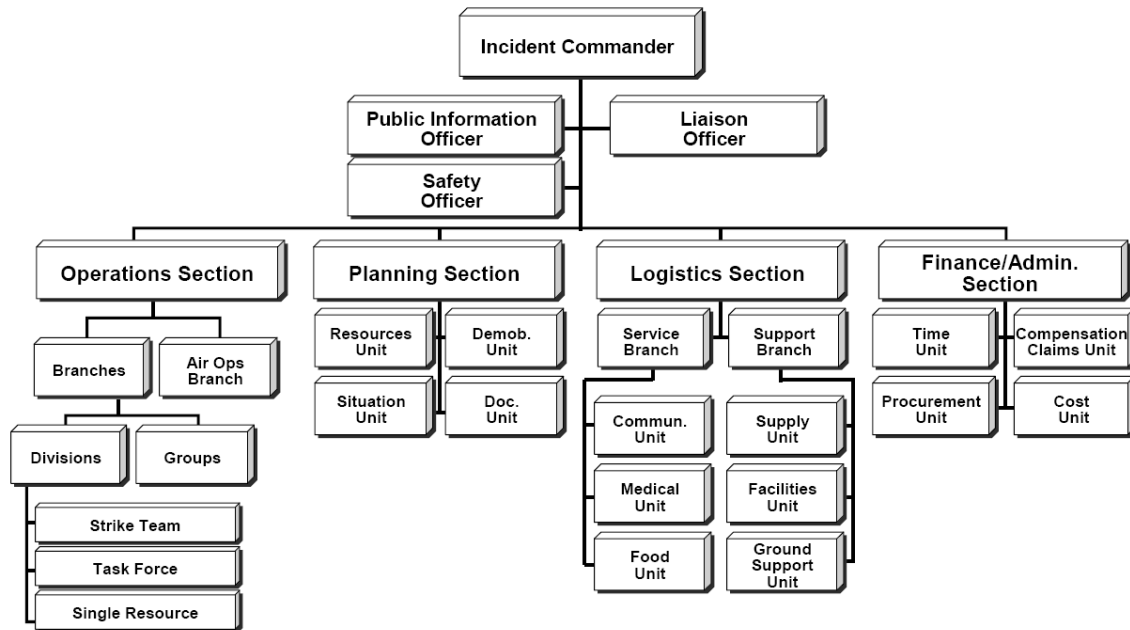 Incident Commander
Public Information
Officer
Liaison
Officer
Safety
Officer
Operations Section
Planning Section
Logistics Section
Finance/Admin.
Section
Branches
Air Ops
Branch
Divisions
Groups
Strike Team
Task Force
Single Resource
Resources
Unit
Demob.
Unit
Situation
Unit
Doc.
Unit
Service
Branch
Support
Branch
Commun.
Unit
Medical
Unit
Food
Unit
Supply
Unit
Facilities
Unit
Ground
Support
Unit
Time
Unit
Compensation
Claims Unit
Procurement
Unit
Cost
Unit